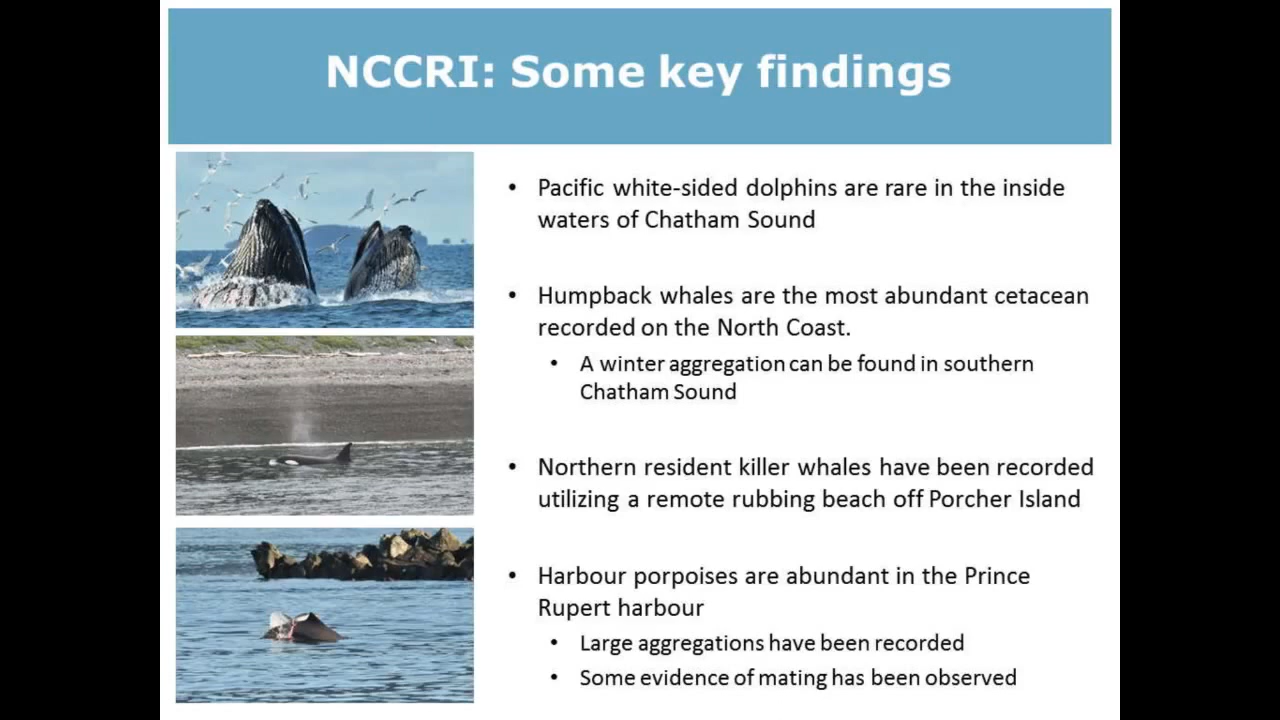 NCCRI: Some key findings
• Pacific white-sided dolphins are rare in the inside
waters of Chatham Sound
• Humpback whales are the most abundant cetacean
recorded on the North Coast.
• A winter aggregation can be found in southern
Chatham Sound
• Northern resident killer whales have been recorded
utilizing a remote rubbing beach off Porcher Island
• Harbour porpoises are abundant in the Prince
Rupert harbour
• Large aggregations have been recorded
• Some evidence of mating has been observed